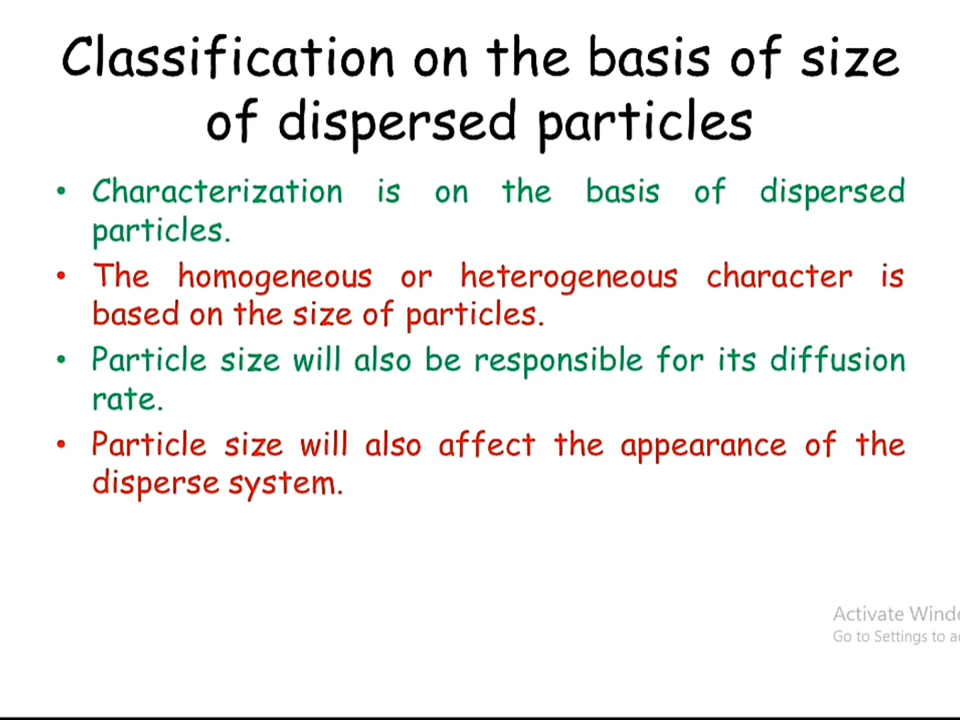 Classification on the basis of size
of dispersed particles
• Characterization is on the basis of dispersed
particles.
• The homogeneous or heterogeneous character is
based on the size of particles.
• Particle size will also be responsible for its diffusion
rate.
• Particle size will also affect the appearance of the
disperse system.
Activate Windo
Go to Settings to a